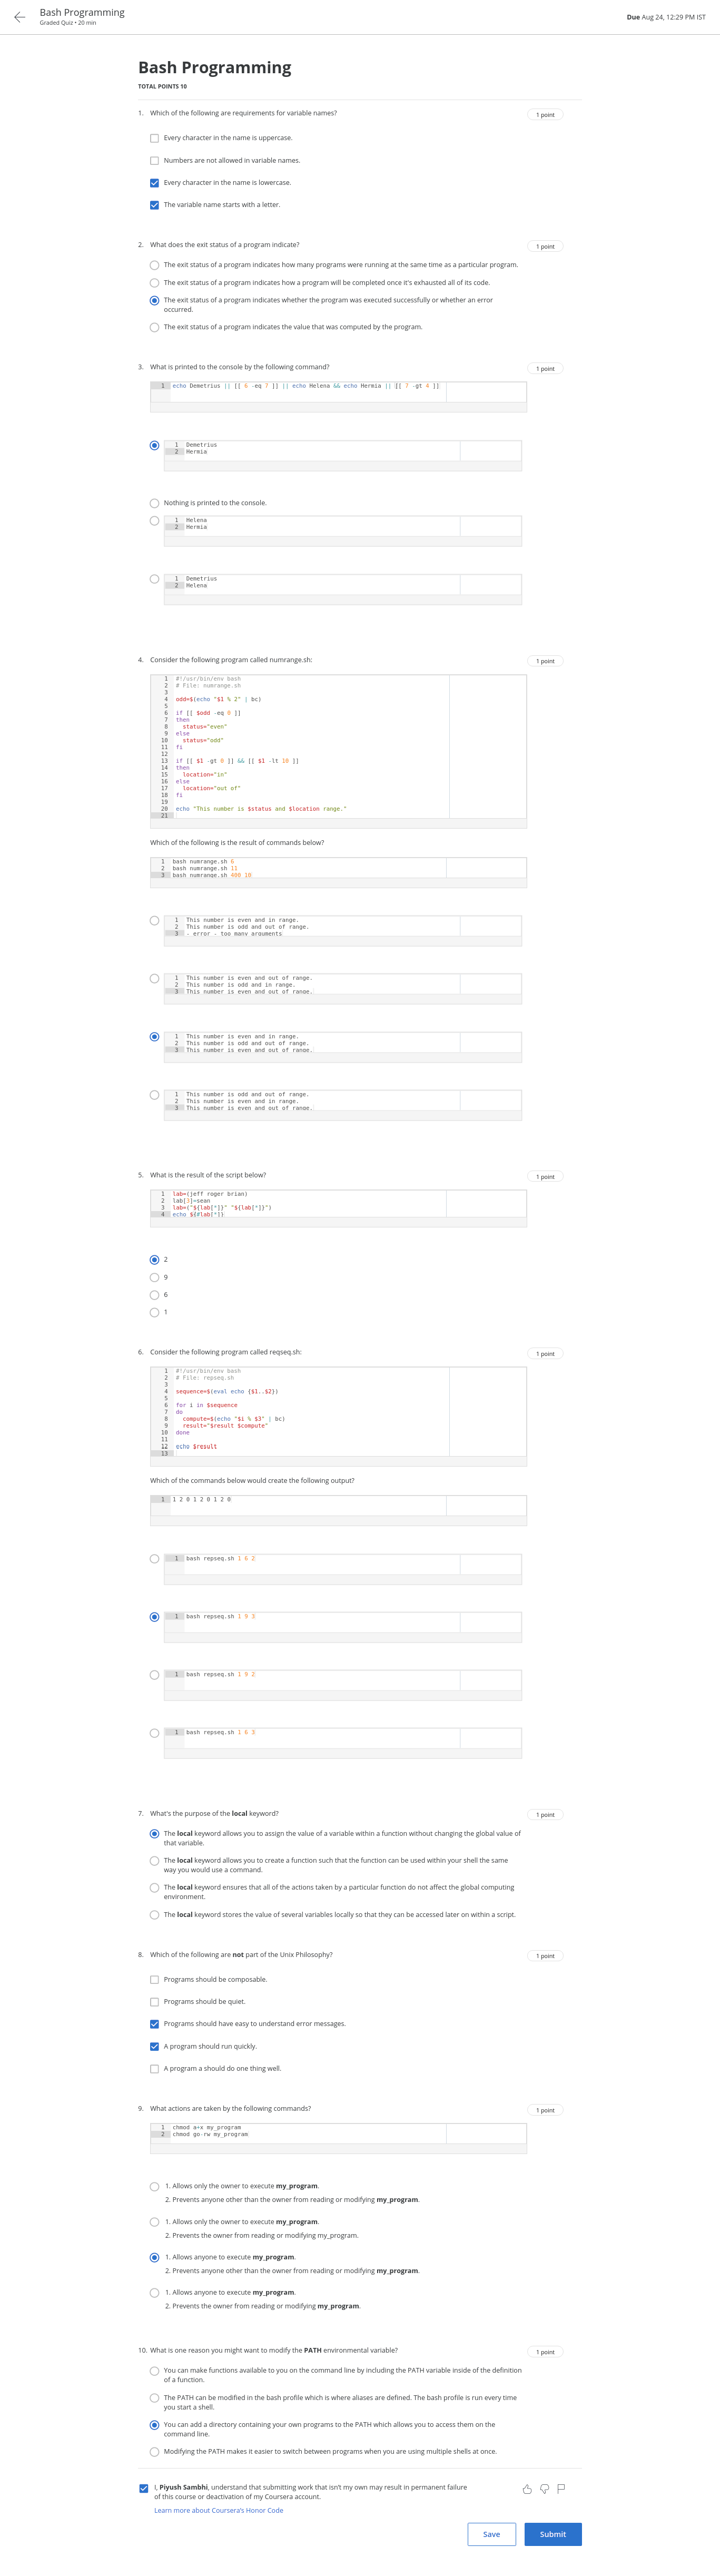 Bash Programming
Graded Quiz • 20 min
Due Aug 24, 12:29 PM IST
Bash Programming
TOTAL POINTS 10
1. Which of the following are requirements for variable names?
1 point
Every character in the name is uppercase.
Numbers are not allowed in variable names.
Every character in the name is lowercase.
The variable name starts with a letter.
2. What does the exit status of a program indicate?
1 point
The exit status of a program indicates how many programs were running at the same time as a particular program.
The exit status of a program indicates how a program will be completed once it's exhausted all of its code.
The exit status of a program indicates whether the program was executed successfully or whether an error
occurred.
The exit status of a program indicates the value that was computed by the program.
3. What is printed to the console by the following command?
1 point
1 echo Demetrius || [[ 6 -eq 7 ]] || echo Helena && echo Hermia || [[ 7 -gt 4 ]]
1 Demetrius
2 Hermia
Nothing is printed to the console.
1 Helena
2 Hermia
1 Demetrius
2 Helena
4. Consider the following program called numrange.sh:
1 point
1 #!/usr/bin/env bash
2 # File: numrange.sh
3
4 odd=$(echo "$1 % 2" | bc)
5
6 if [[ $odd -eq 0 ]]
7 then
8 status="even"
9 else
10 status="odd"
11 fi
12
13 if [[ $1 -gt 0 ]] && [[ $1 -lt 10 ]]
14 then
15 location="in"
16 else
17 location="out of"
18 fi
19
20 echo "This number is $status and $location range."
21
Which of the following is the result of commands below?
1 bash numrange.sh 6
2 bash numrange.sh 15
3 bash numrange.sh 400 10
1 This number is even and in range.
2 This number is odd and out of range.
3 - error - too many arguments
1 This number is even and out of range.
2 This number is odd and in range.
3 This number is even and out of range.
1 This number is even and in range.
2 This number is odd and out of range.
3 This number is even and out of range.
1 This number is odd and out of range.
2 This number is even and in range.
3 This number is even and out of range.
5. What is the result of the script below?
1 point
1 lab=(jeff roger brian)
2 lab[3]=sean
3 lab=("${lab[*]}" "${lab[*]}")
4 echo ${#lab[*]}
2
9
6
1
6. Consider the following program called reqseq.sh:
1 point
1 #!/usr/bin/env bash
2 # File: repseq.sh
3
4 sequence=$(eval echo {$1..$2})
5
6 for i in $sequence
7 do
8 compute=$(echo "$i % $3" | bc)
9 result="$result $compute"
10 done
11
12 echo $result
13
Which of the commands below would create the following output?
1 1 2 0 1 2 0 1 2 0
1 bash repseq.sh 1 6 2
1 bash repseq.sh 1 9 3
1 bash repseq.sh 1 9 2
1 bash repseq.sh 1 6 3
7. What's the purpose of the local keyword?
1 point
The local keyword allows you to assign the value of a variable within a function without changing the global value of
that variable.
The local keyword allows you to create a function such that the function can be used within your shell the same
way you would use a command.
The local keyword ensures that all of the actions taken by a particular function do not affect the global computing
environment.
The local keyword stores the value of several variables locally so that they can be accessed later on within a script.
8. Which of the following are not part of the Unix Philosophy?
1 point
Programs should be composable.
Programs should be quiet.
Programs should have easy to understand error messages.
A program should run quickly.
A program a should do one thing well.
9. What actions are taken by the following commands?
1 point
1 chmod a+x my_program
2 chmod go-rw my_program
1. Allows only the owner to execute my_program.
2. Prevents anyone other than the owner from reading or modifying my_program.
1. Allows only the owner to execute my_program.
2. Prevents the owner from reading or modifying my_program.
1. Allows anyone to execute my_program.
2. Prevents anyone other than the owner from reading or modifying my_program.
1. Allows anyone to execute my_program.
2. Prevents the owner from reading or modifying my_program.
10. What is one reason you might want to modify the PATH environmental variable?
1 point
You can make functions available to you on the command line by including the PATH variable inside of the definition
of a function.
The PATH can be modified in the bash profile which is where aliases are defined. The bash profile is run every time
you start a shell.
You can add a directory containing your own programs to the PATH which allows you to access them on the
command line.
Modifying the PATH makes it easier to switch between programs when you are using multiple shells at once.
I, Piyush Sambhi, understand that submitting work that isn't my own may result in permanent failure
of this course or deactivation of my Coursera account.
Learn more about Coursera's Honor Code
Save
Submit